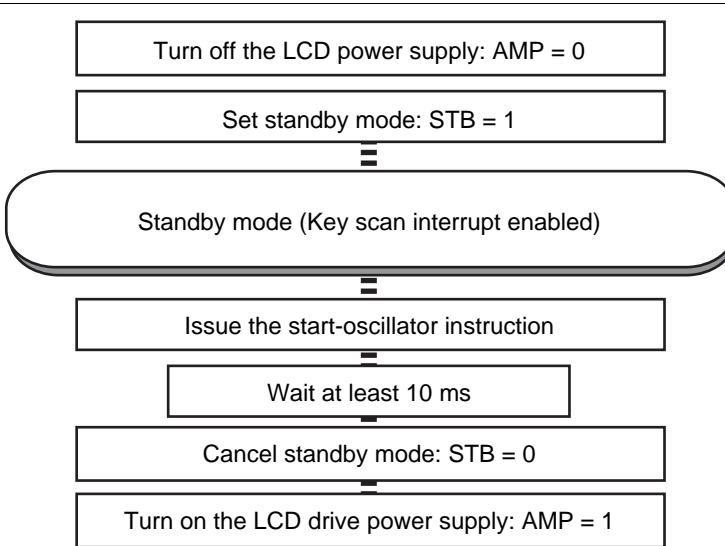 Turn off the LCD power supply: AMP = 0
Set standby mode: STB = 1
Standby mode (Key scan interrupt enabled)
Issue the start-oscillator instruction
Wait at least 10 ms
Cancel standby mode: STB = 0
Turn on the LCD drive power supply: AMP = 1